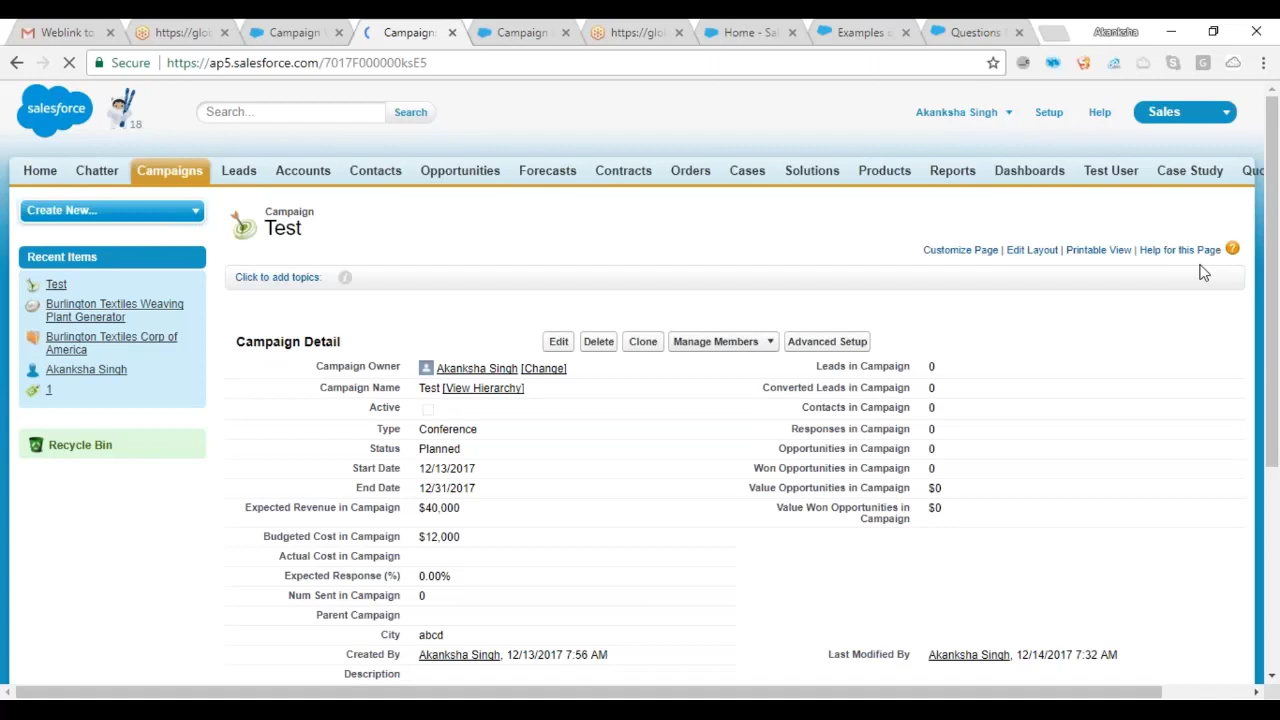 Weblink to
https://glo
Campaign
Campaign:
Campaign
https://glo
Home - Sal
Examples
Questions
Akanksha
Secure
https://ap5.salesforce.com/7017F000000ksE5
salesforce
18
Search...
Search
Akanksha Singh
Setup
Help
Sales
Home
Chatter
Campaigns
Leads
Accounts
Contacts
Opportunities
Forecasts
Contracts
Orders
Cases
Solutions
Products
Reports
Dashboards
Test User
Case Study
Quo
Create New...
Recent Items
Test
Burlington Textiles Weaving
Plant Generator
Burlington Textiles Corp of
America
Akanksha Singh
1
Recycle Bin
Campaign
Test
Customize Page | Edit Layout | Printable View | Help for this Page ?
Click to add topics: i
Campaign Detail
Edit
Delete
Clone
Manage Members
Advanced Setup
Campaign Owner Akanksha Singh [Change]
Leads in Campaign 0
Campaign Name Test [View Hierarchy]
Converted Leads in Campaign 0
Active
Contacts in Campaign 0
Type Conference
Responses in Campaign 0
Status Planned
Opportunities in Campaign 0
Start Date 12/13/2017
Won Opportunities in Campaign 0
End Date 12/31/2017
Value Opportunities in Campaign $0
Expected Revenue in Campaign $40,000
Value Won Opportunities in $0
Campaign
Budgeted Cost in Campaign $12,000
Actual Cost in Campaign
Expected Response (%) 0.00%
Num Sent in Campaign 0
Parent Campaign
City abcd
Created By Akanksha Singh, 12/13/2017 7:56 AM
Last Modified By Akanksha Singh, 12/14/2017 7:32 AM
Description